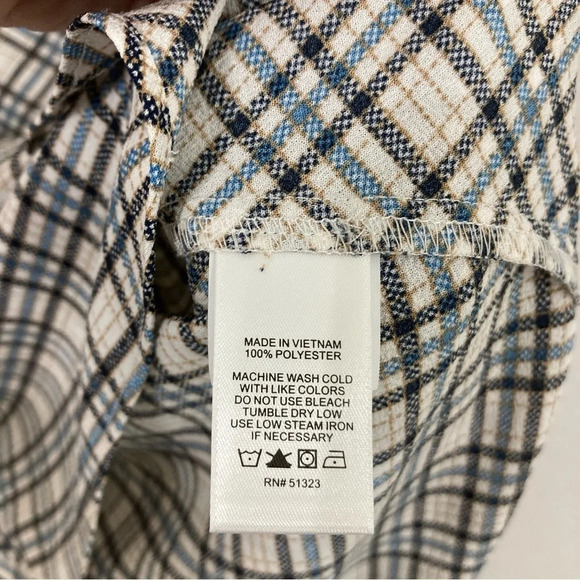 MADE IN VIETNAM
100% POLYESTER
MACHINE WASH COLD
WITH LIKE COLORS
DO NOT USE BLEACH
TUMBLE DRY LOW
USE LOW STEAM IRON
IF NECESSARY
RN# 51323